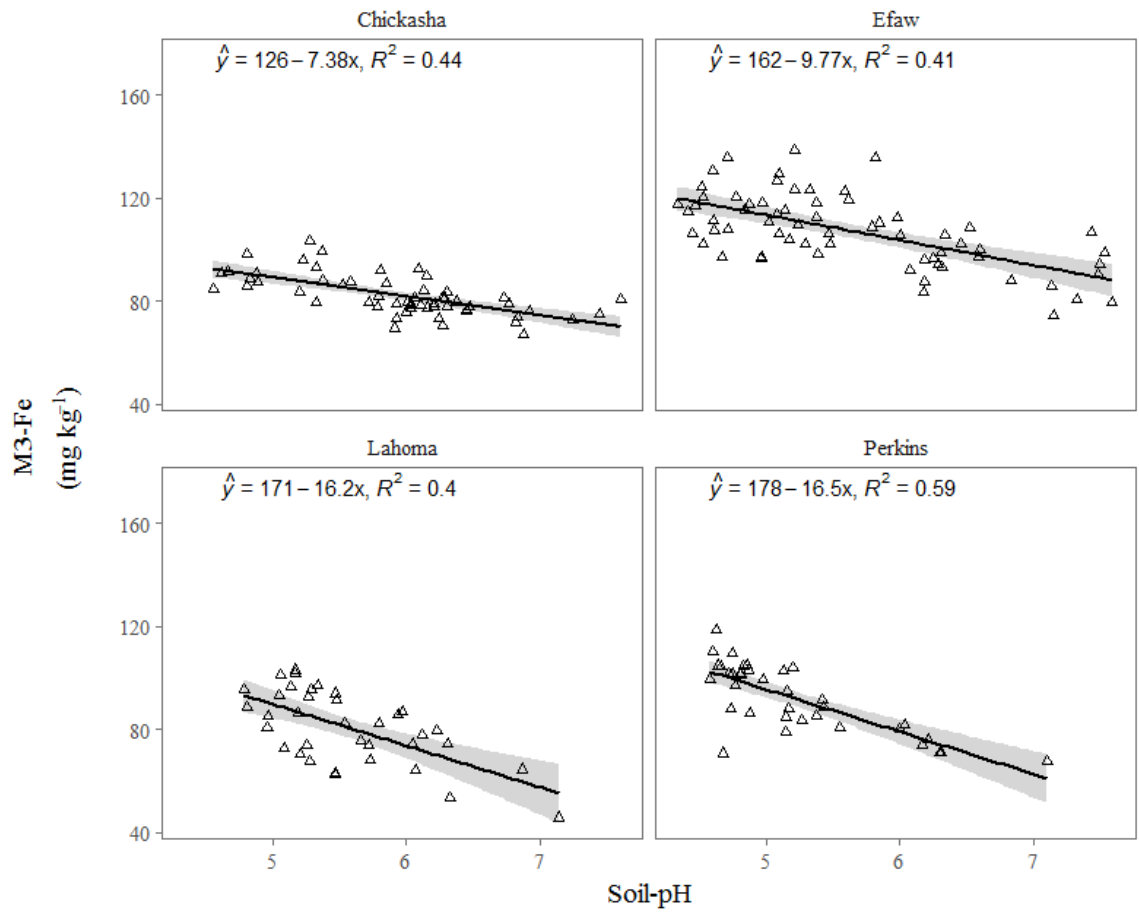 Chickasha
Efaw
ŷ = 126 – 7.38x, R² = 0.44
ŷ = 162 – 9.77x, R² = 0.41
160
120
80
40
M3-Fe
(mg kg⁻¹)
Lahoma
Perkins
ŷ = 171 – 16.2x, R² = 0.4
ŷ = 178 – 16.5x, R² = 0.59
160
120
80
40
5 6 7
5 6 7
Soil-pH